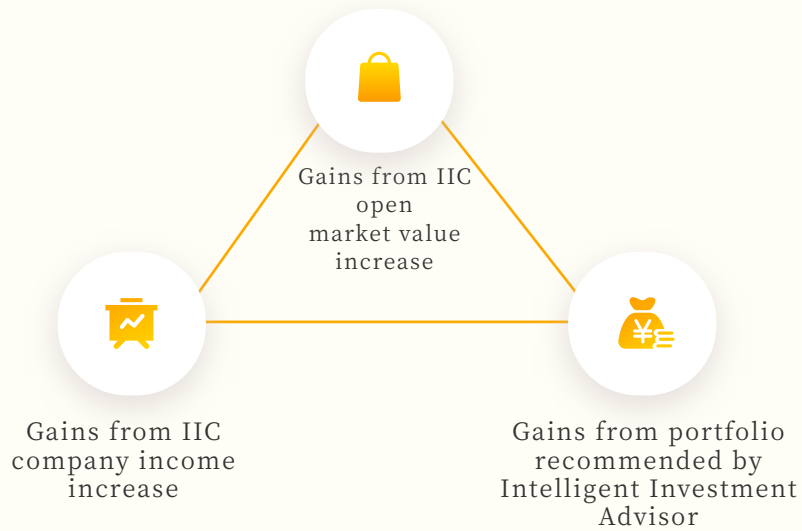 Gains from IIC
open
market value
increase
Gains from IIC
company income
increase
Gains from portfolio
recommended by
Intelligent Investment
Advisor